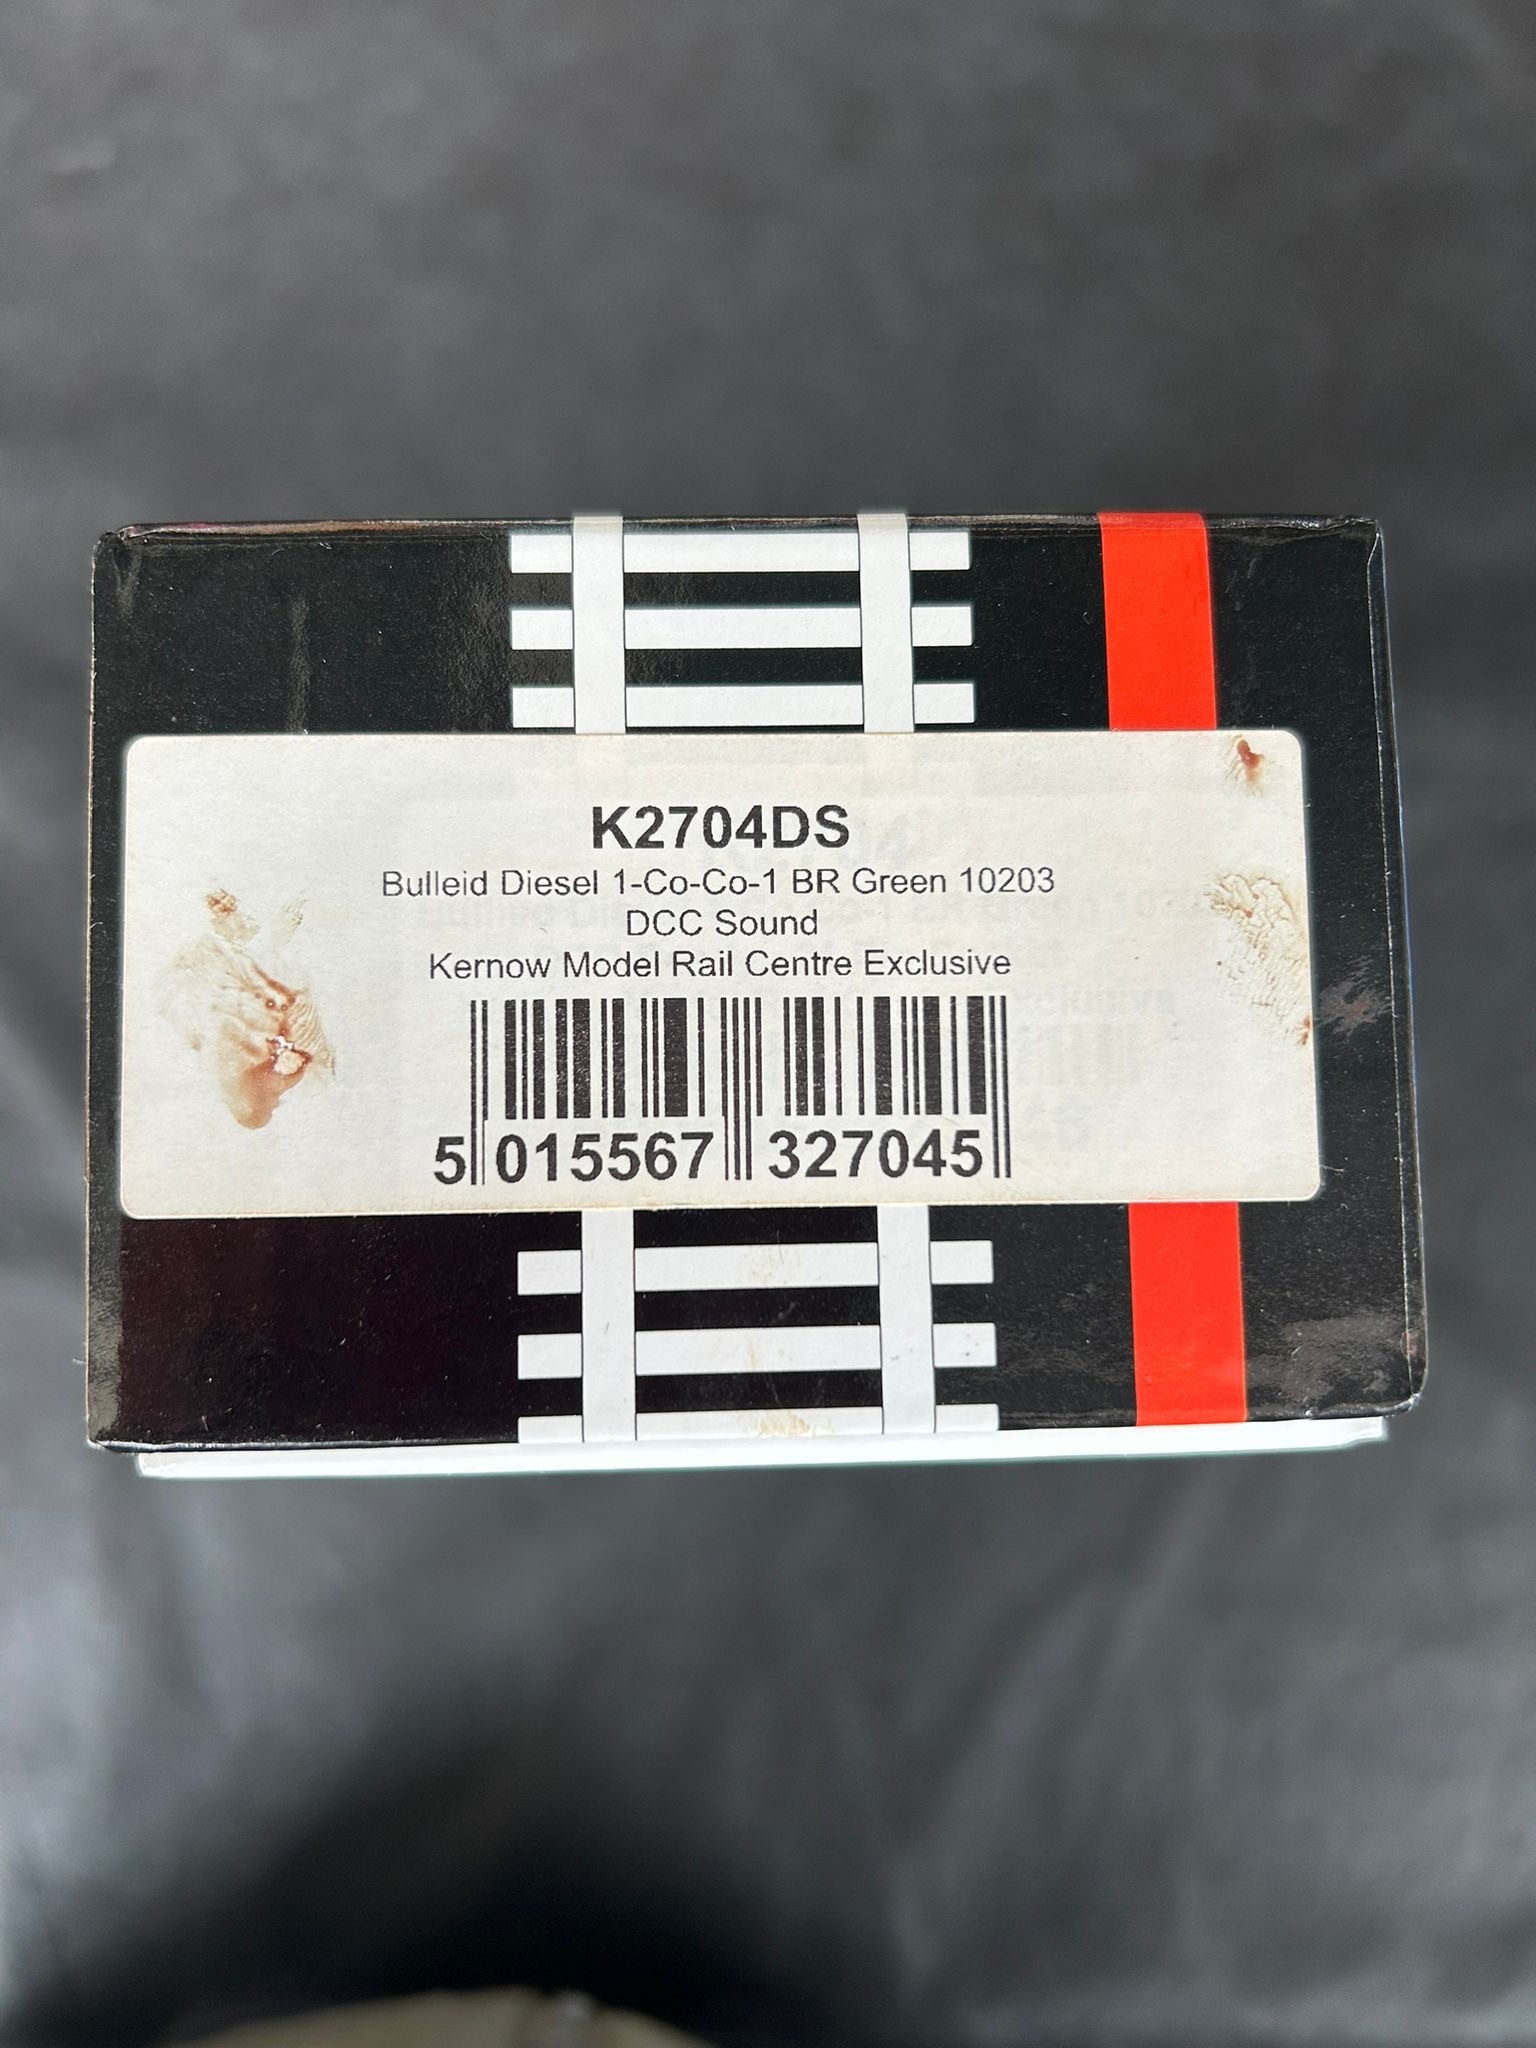 K2704DS
Bulleid Diesel 1-Co-Co-1 BR Green 10203
DCC Sound
Kernow Model Rail Centre Exclusive
5 015567 327045